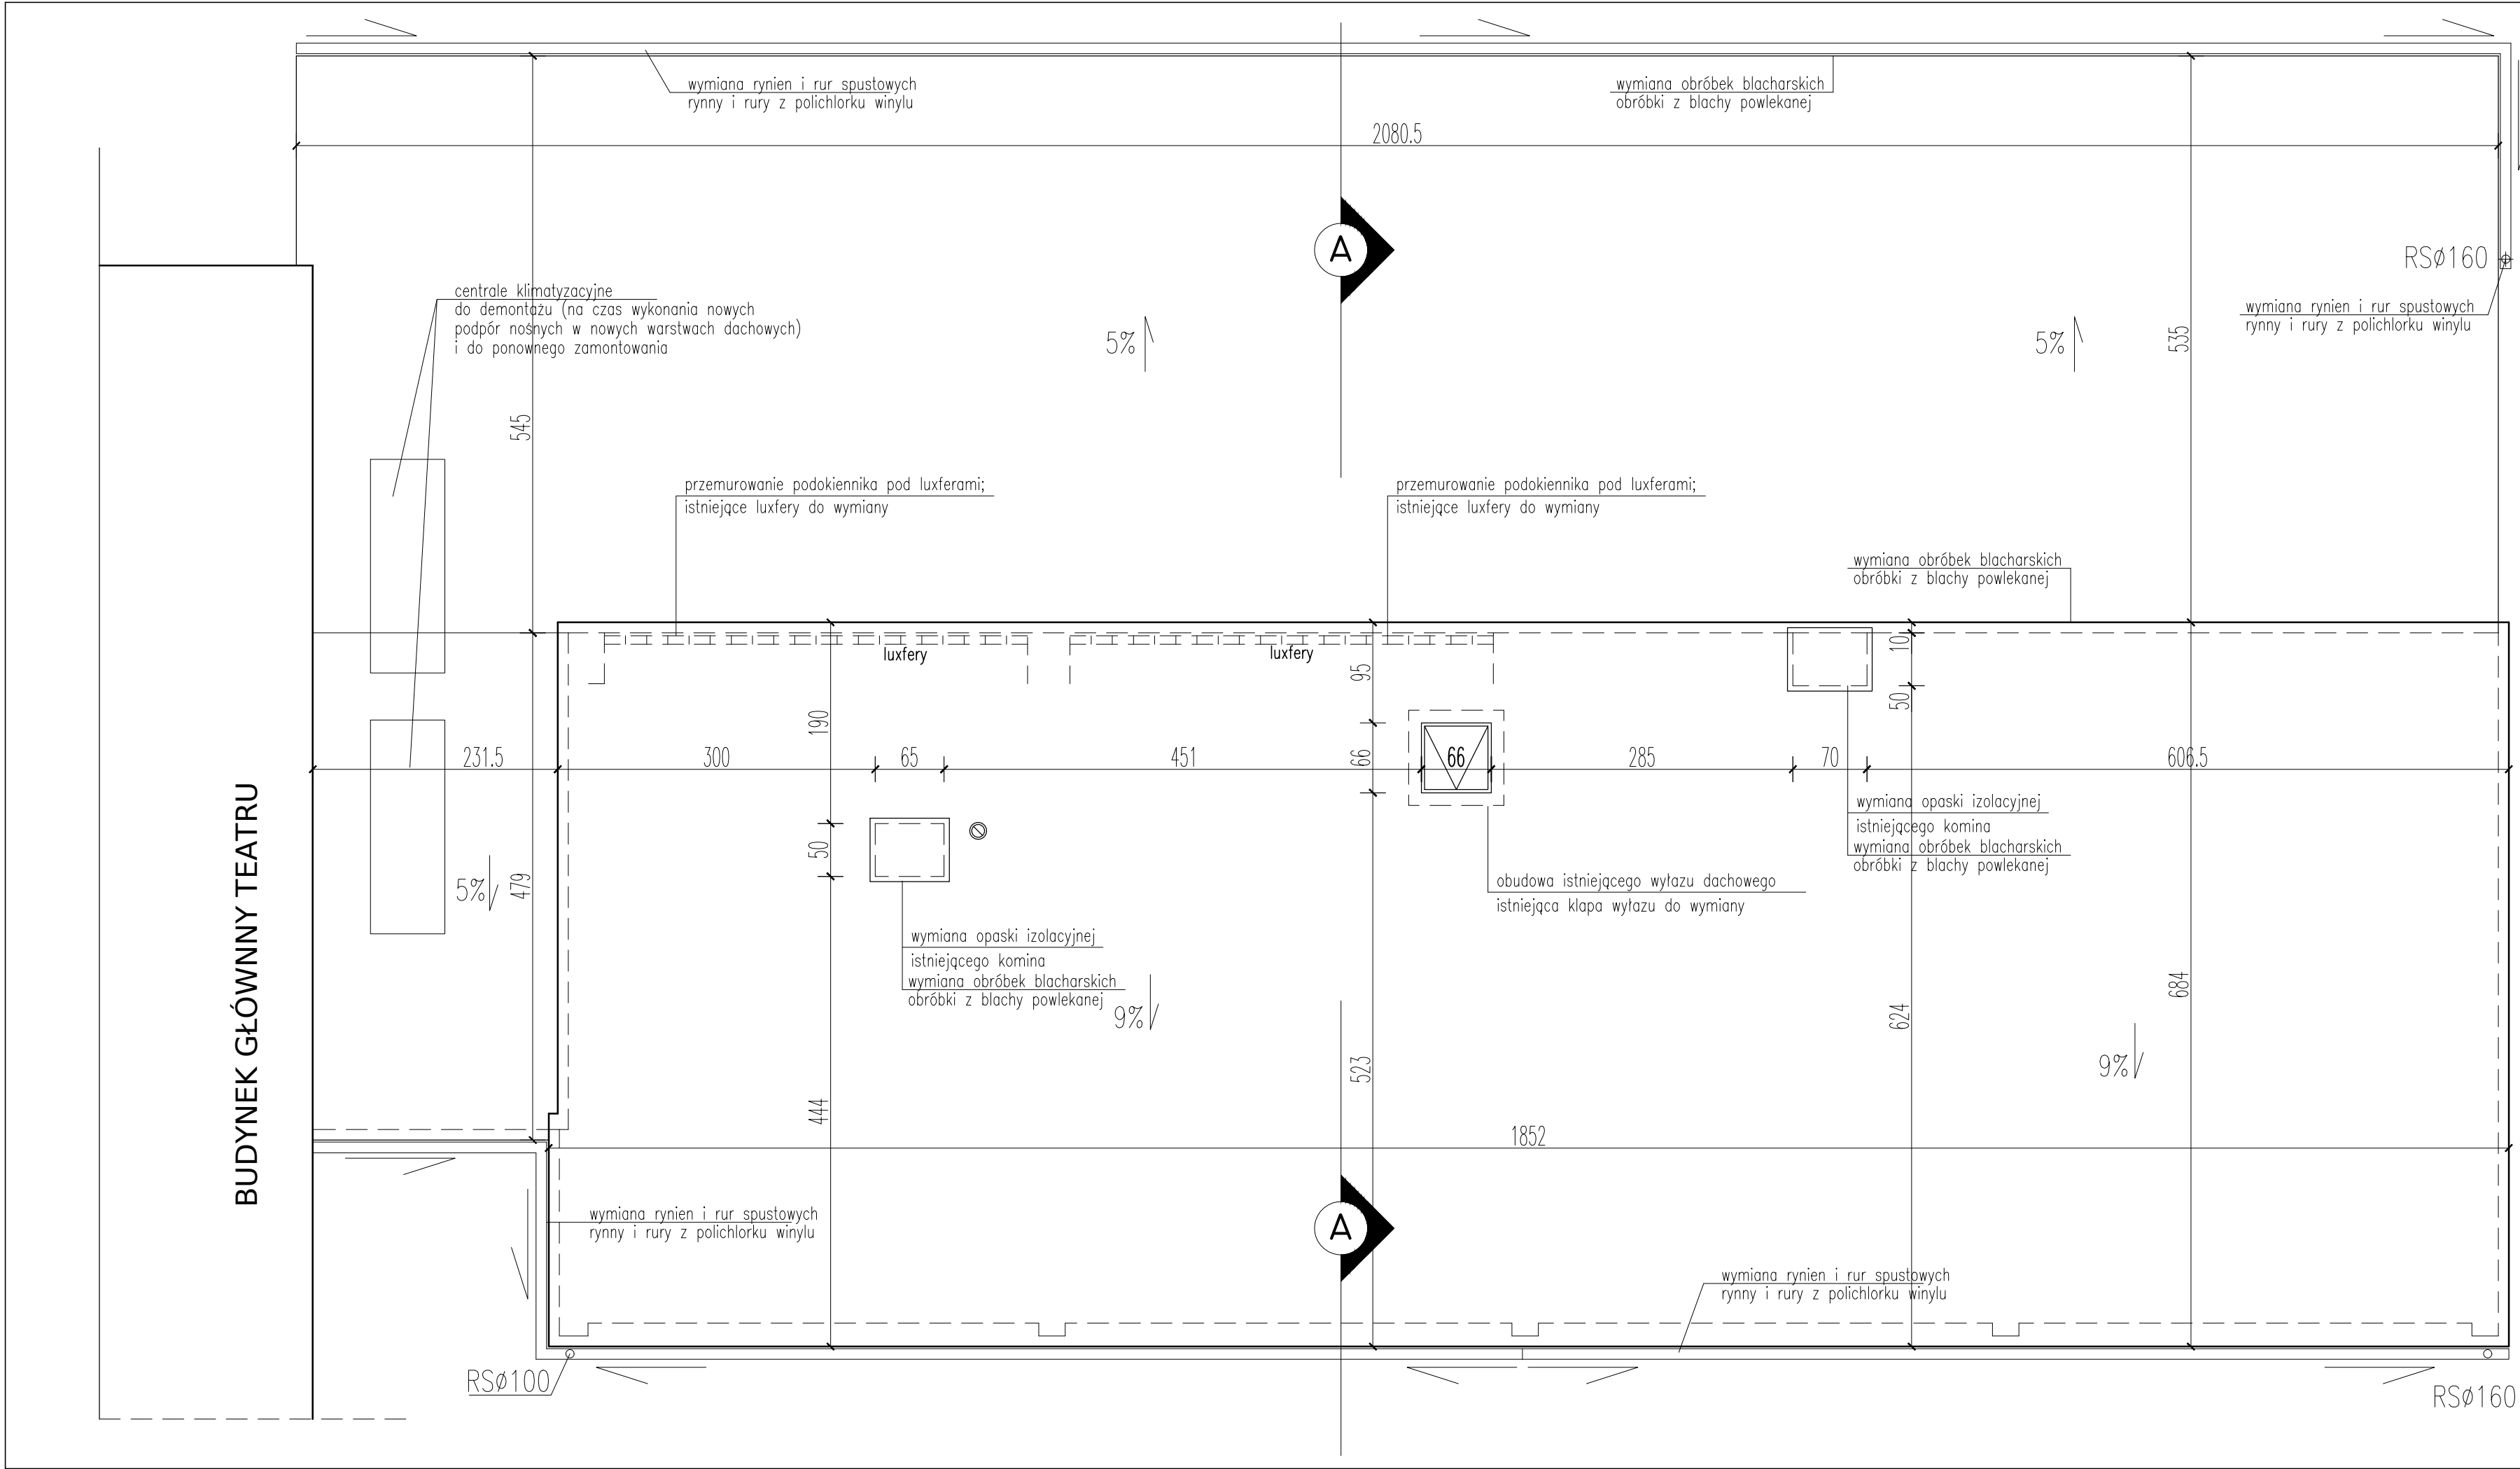 wymiana rynien i rur spustowych
rynny i rury z polichlorku winylu
wymiana obróbek blacharskich
obróbki z blachy powlekanej
2080.5
A
RSø160
centrale klimatyzacyjne
do demontażu (na czas wykonania nowych
podpór nośnych w nowych warstwach dachowych)
i do ponownego zamontowania
wymiana rynien i rur spustowych
rynny i rury z polichlorku winylu
5%
5%
535
545
przemurowanie podokiennika pod luxferami;
istniejące luxfery do wymiany
przemurowanie podokiennika pod luxferami;
istniejące luxfery do wymiany
wymiana obróbek blacharskich
obróbki z blachy powlekanej
luxfery
luxfery
10
95
50
190
231.5
300
65
451
66
66
285
70
606.5
wymiana opaski izolacyjnej
istniejącego komina
wymiana obróbek blacharskich
obróbki z blachy powlekanej
50
5%
479
obudowa istniejącego wyłazu dachowego
istniejąca klapa wyłazu do wymiany
BUDYNEK GŁÓWNNY TEATRU
wymiana opaski izolacyjnej
istniejącego komina
wymiana obróbek blacharskich
obróbki z blachy powlekanej
9%
684
624
9%
523
444
1852
wymiana rynien i rur spustowych
rynny i rury z polichlorku winylu
A
wymiana rynien i rur spustowych
rynny i rury z polichlorku winylu
RSø100
RSø160